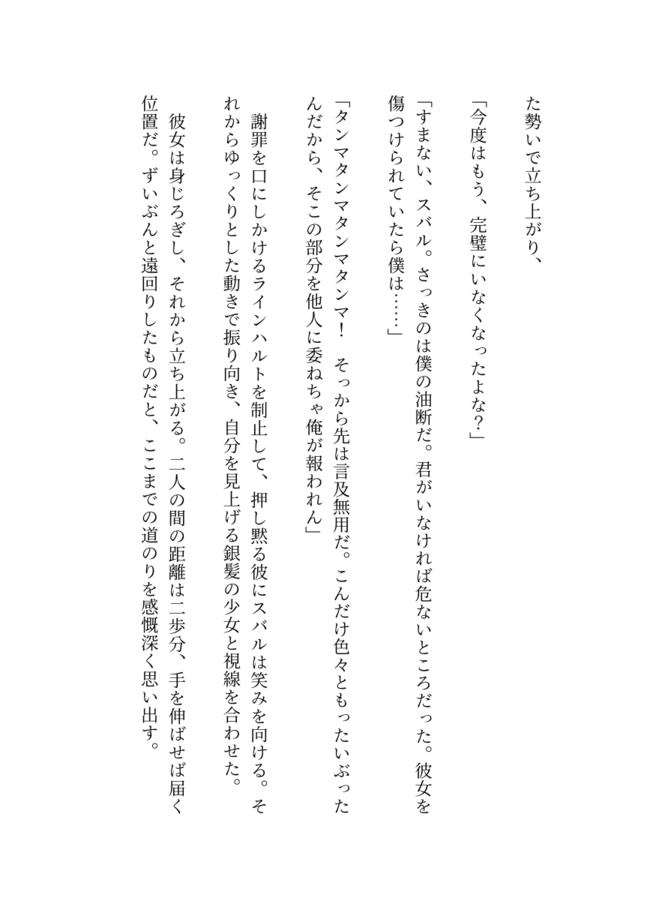 た勢いで立ち上がり、
「今度はもう、完璧にいなくなったよな？」
「すまない、スバル。さっきのは僕の油断だ。君がいなければ危ないところだった。彼女を
傷つけられていたら僕は……」
「タンマタンマタンマタンマ！　そっから先は言及無用だ。こんだけ色々ともったいぶった
んだから、そこの部分を他人に委ねちゃ俺が報われん」
　謝罪を口にしかけるラインハルトを制止して、押し黙る彼にスバルは笑みを向ける。そ
れからゆっくりとした動きで振り向き、自分を見上げる銀髪の少女と視線を合わせた。
　彼女は身じろぎし、それから立ち上がる。二人の間の距離は二歩分、手を伸ばせば届く
位置だ。ずいぶんと遠回りしたものだと、ここまでの道のりを感慨深く思い出す。